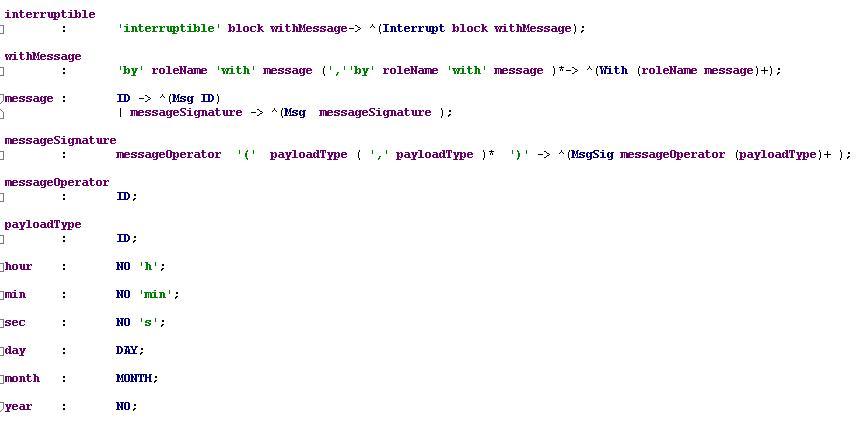 interruptible
: 'interruptible' block withMessage-> ^(Interrupt block withMessage);
withMessage
: 'by' roleName 'with' message (',''by' roleName 'with' message )*-> ^(With (roleName message)+);
message : ID -> ^(Msg ID)
| messageSignature -> ^(Msg messageSignature );
messageSignature
: messageOperator '(' payloadType ( ',' payloadType )* ')' -> ^(MsgSig messageOperator (payloadType)+ );
messageOperator
: ID;
payloadType
: ID;
hour : NO 'h';
min : NO 'min';
sec : NO 's';
day : DAY;
month : MONTH;
year : NO;